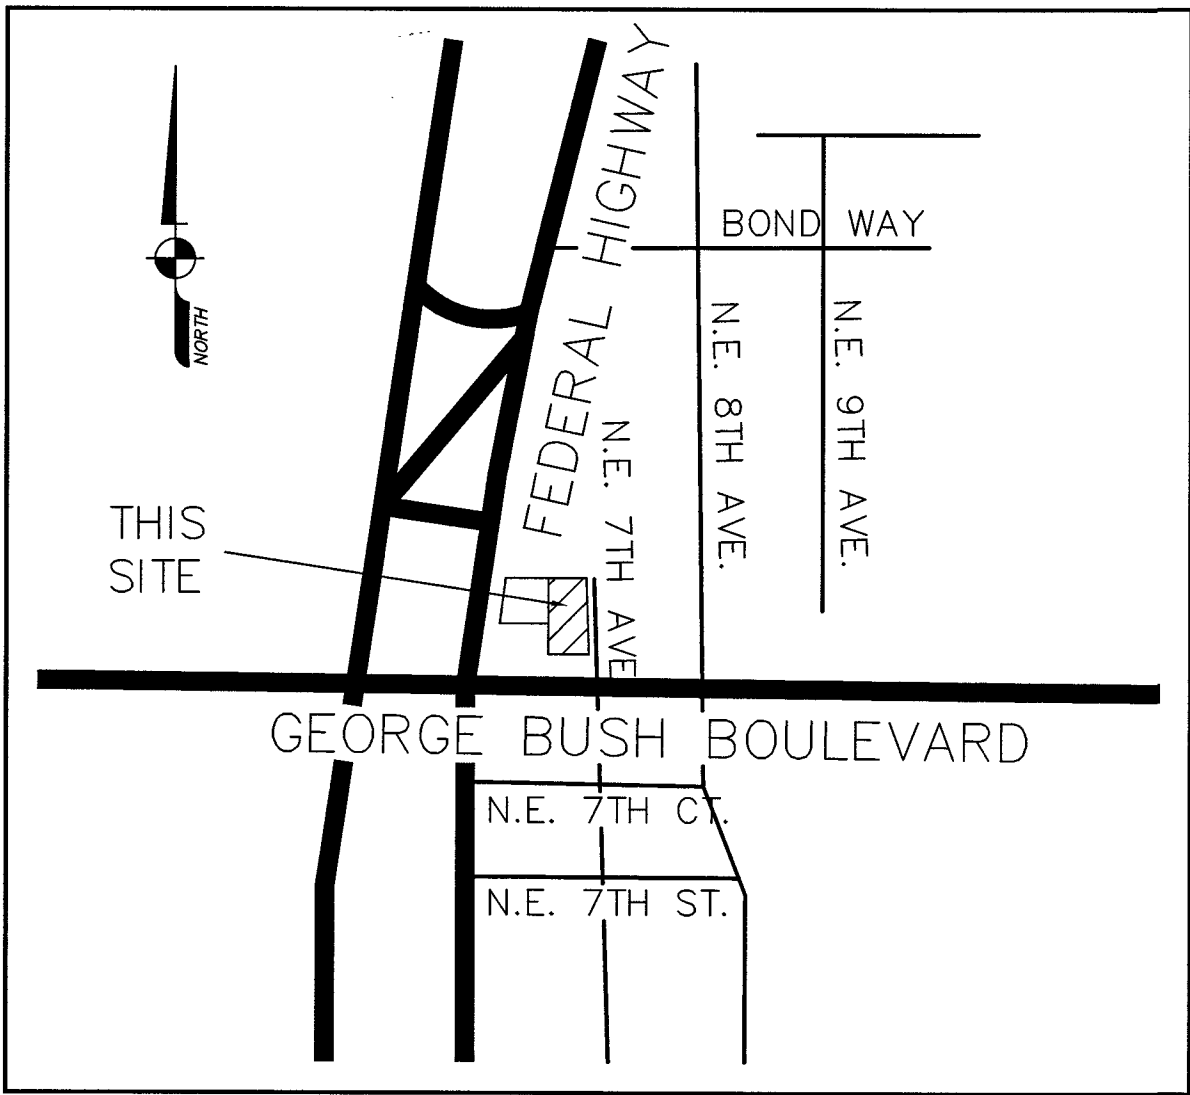 FEDERAL HIGHWAY
BOND WAY
NORTH
N.E. 8TH AVE.
N.E. 9TH AVE.
N.E. 7TH AVE
THIS
SITE
GEORGE BUSH BOULEVARD
N.E. 7TH CT.
N.E. 7TH ST.